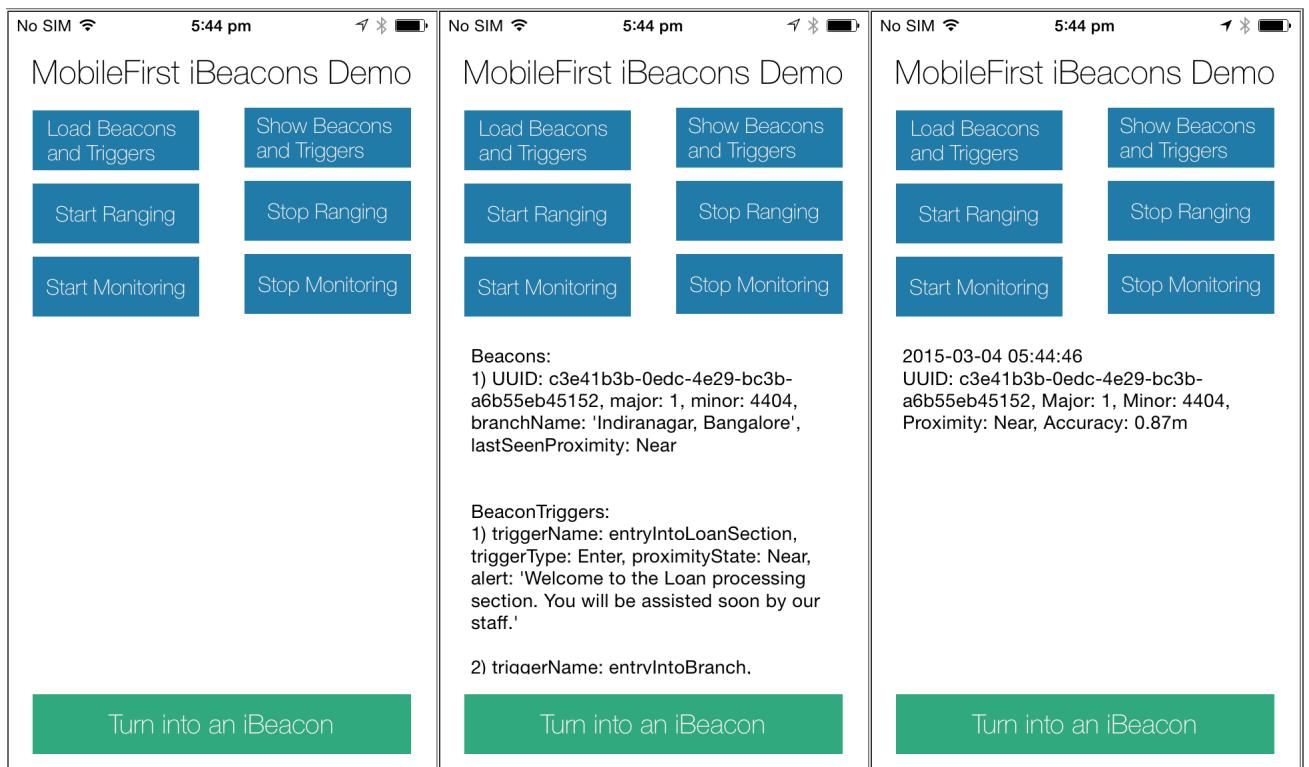 No SIM 5:44 pm
MobileFirst iBeacons Demo
Load Beacons and Triggers
Show Beacons and Triggers
Start Ranging
Stop Ranging
Start Monitoring
Stop Monitoring
Turn into an iBeacon
No SIM 5:44 pm
MobileFirst iBeacons Demo
Load Beacons and Triggers
Show Beacons and Triggers
Start Ranging
Stop Ranging
Start Monitoring
Stop Monitoring
Beacons:
1) UUID: c3e41b3b-0edc-4e29-bc3b-
a6b55eb45152, major: 1, minor: 4404,
branchName: 'Indiranagar, Bangalore',
lastSeenProximity: Near
BeaconTriggers:
1) triggerName: entryIntoLoanSection,
triggerType: Enter, proximityState: Near,
alert: 'Welcome to the Loan processing
section. You will be assisted soon by our
staff.'
2) triggerName: entryIntoBranch,
Turn into an iBeacon
No SIM 5:44 pm
MobileFirst iBeacons Demo
Load Beacons and Triggers
Show Beacons and Triggers
Start Ranging
Stop Ranging
Start Monitoring
Stop Monitoring
2015-03-04 05:44:46
UUID: c3e41b3b-0edc-4e29-bc3b-
a6b55eb45152, Major: 1, Minor: 4404,
Proximity: Near, Accuracy: 0.87m
Turn into an iBeacon